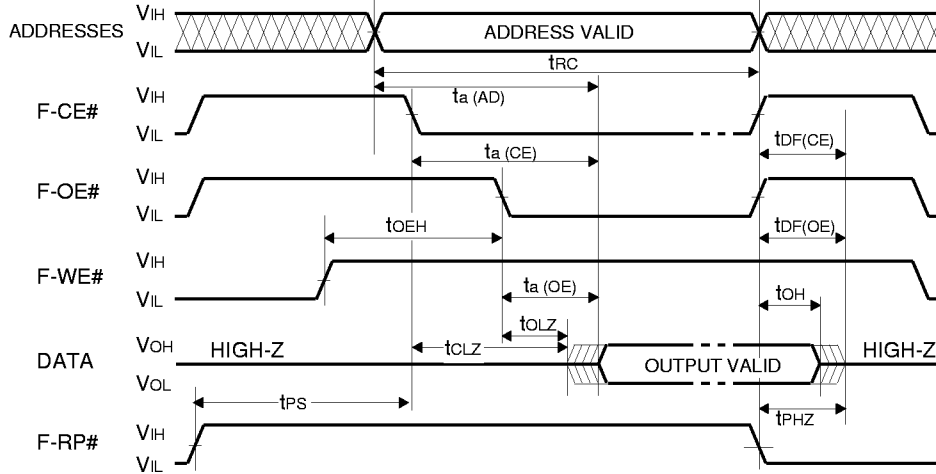 ADDRESSES
VIH
VIL
ADDRESS VALID
tRC
ta (AD)
F-CE#
VIH
VIL
tDF(CE)
ta (CE)
F-OE#
VIH
VIL
tOEH
tDF(OE)
F-WE#
VIH
VIL
ta (OE)
tOH
tOLZ
DATA
VOH
VOL
HIGH-Z
tCLZ
OUTPUT VALID
HIGH-Z
tPS
tPHZ
F-RP#
VIH
VIL